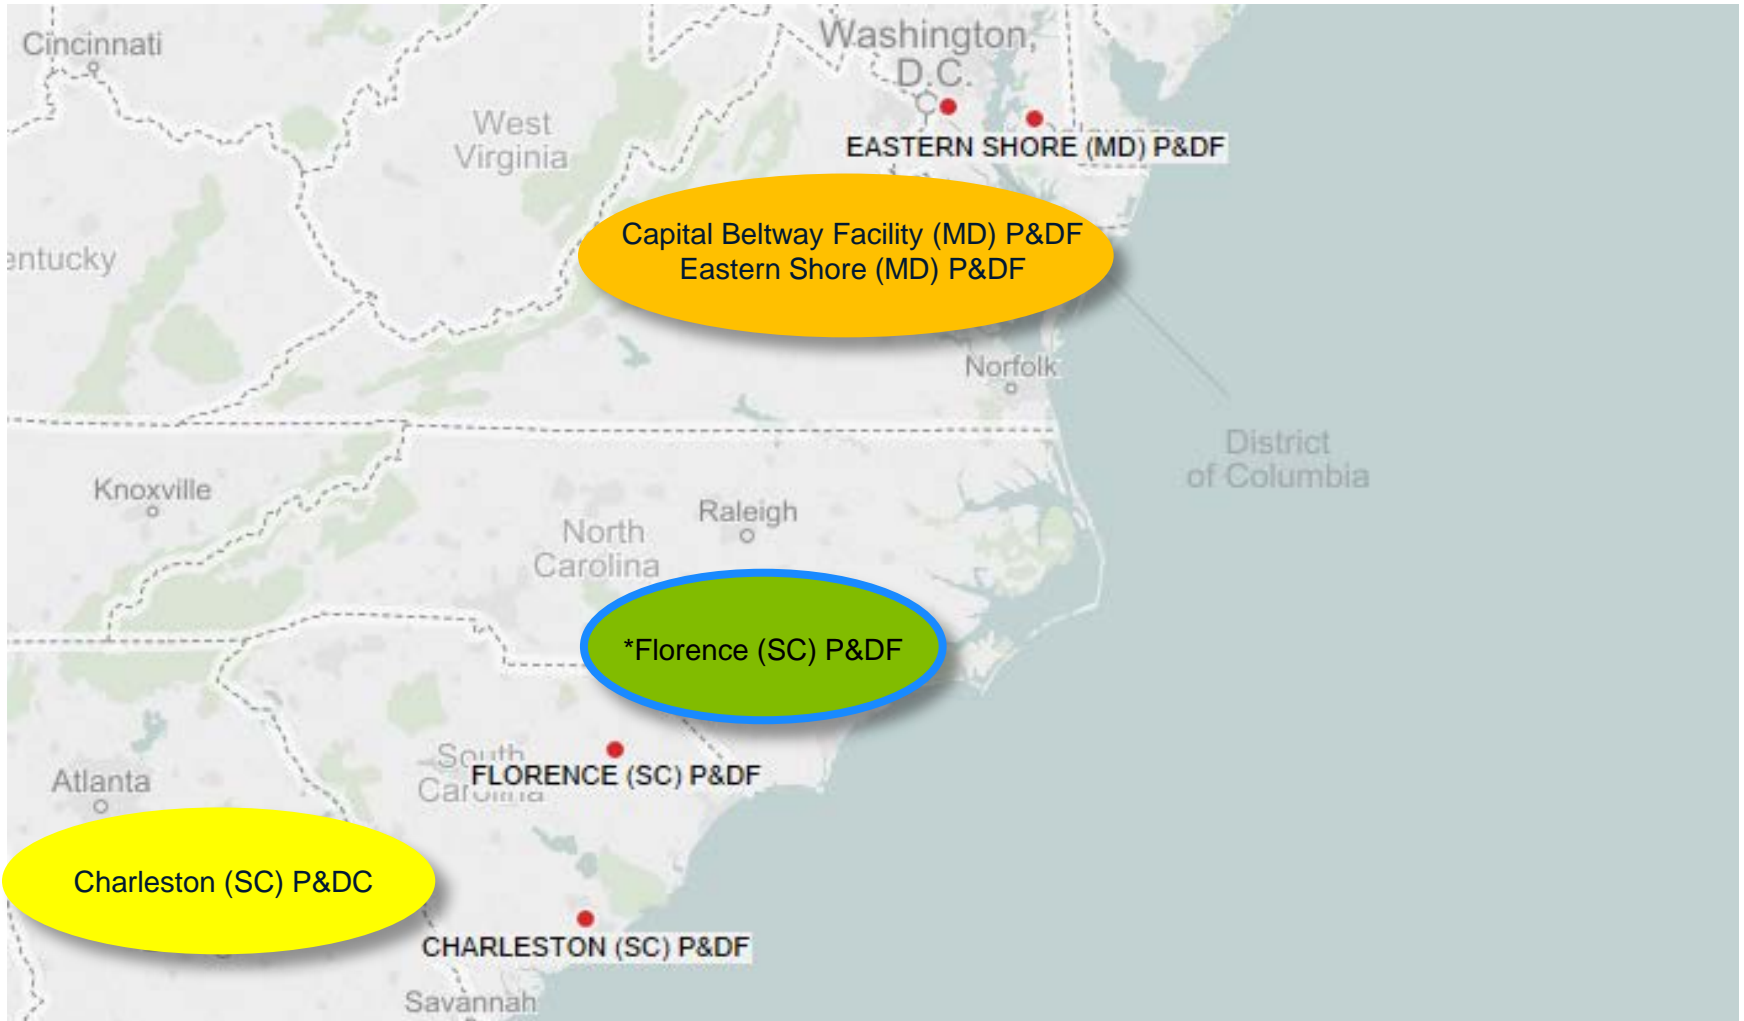 Cincinnati
Washington,
D.C.
West
Virginia
EASTERN SHORE (MD) P&DF
Capital Beltway Facility (MD) P&DF
Eastern Shore (MD) P&DF
entucky
Norfolk
District
of Columbia
Knoxville
Raleigh
North
Carolina
*Florence (SC) P&DF
South
Carolina
FLORENCE (SC) P&DF
Atlanta
Charleston (SC) P&DC
CHARLESTON (SC) P&DF
Savannah